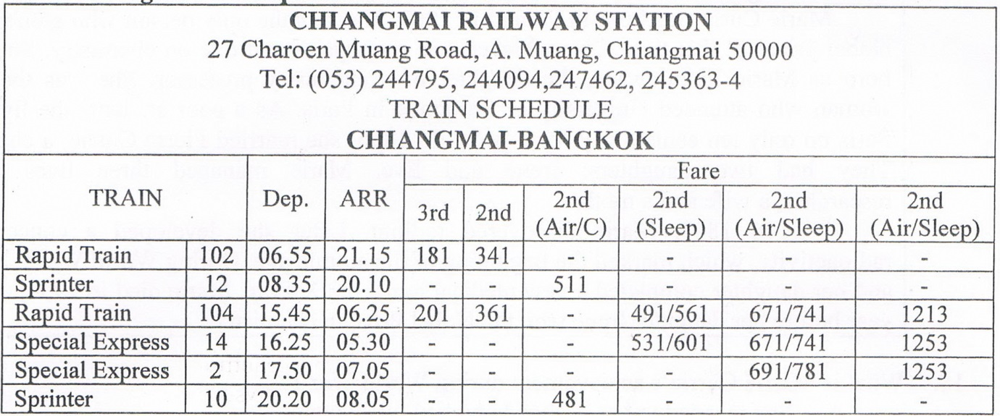 CHIANGMAI RAILWAY STATION
27 Charoen Muang Road, A. Muang, Chiangmai 50000
Tel: (053) 244795, 244094,247462, 245363-4
TRAIN SCHEDULE
CHIANGMAI-BANGKOK
TRAIN Dep. ARR Fare
3rd 2nd 2nd (Air/C) 2nd (Sleep) 2nd (Air/Sleep) 2nd (Air/Sleep)
Rapid Train 102 06.55 21.15 181 341 - - - -
Sprinter 12 08.35 20.10 - - 511 - - -
Rapid Train 104 15.45 06.25 201 361 - 491/561 671/741 1213
Special Express 14 16.25 05.30 - - - 531/601 671/741 1253
Special Express 2 17.50 07.05 - - - - 691/781 1253
Sprinter 10 20.20 08.05 - - 481 - - -